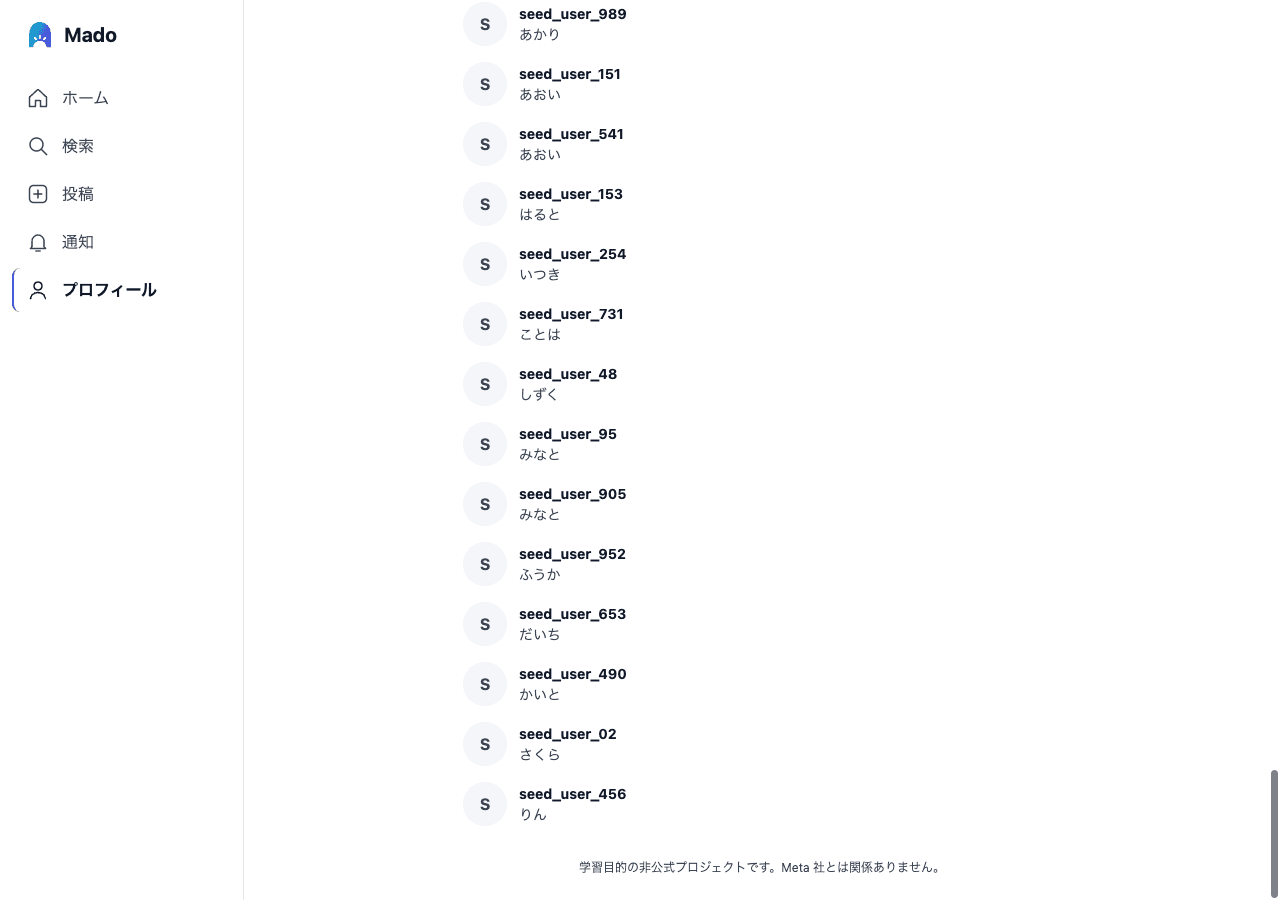 Mado
ホーム
検索
投稿
通知
プロフィール
seed_user_989
あかり
seed_user_151
あおい
seed_user_541
あおい
seed_user_153
はると
seed_user_254
いつき
seed_user_731
ことは
seed_user_48
しずく
seed_user_95
みなと
seed_user_905
みなと
seed_user_952
ふうか
seed_user_653
だいち
seed_user_490
かいと
seed_user_02
さくら
seed_user_456
りん
S
S
S
S
S
S
S
S
S
S
S
S
S
S
学習目的の非公式プロジェクトです。Meta 社とは関係ありません。